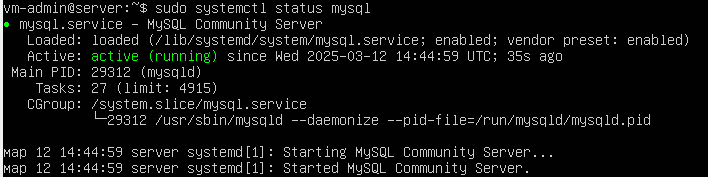 vm-admin@server:~$ sudo systemctl status mysql
● mysql.service – MySQL Community Server
Loaded: loaded (/lib/systemd/system/mysql.service; enabled; vendor preset: enabled)
Active: active (running) since Wed 2025-03-12 14:44:59 UTC; 35s ago
Main PID: 29312 (mysqld)
Tasks: 27 (limit: 4915)
CGroup: /system.slice/mysql.service
└─29312 /usr/sbin/mysqld --daemonize --pid-file=/run/mysqld/mysqld.pid
мар 12 14:44:59 server systemd[1]: Starting MySQL Community Server...
мар 12 14:44:59 server systemd[1]: Started MySQL Community Server.